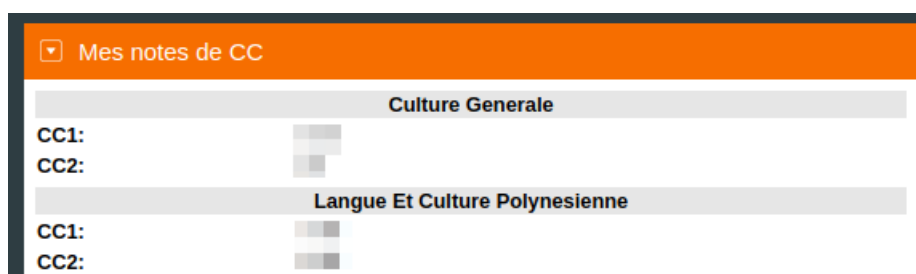 Mes notes de CC
Culture Generale
CC1:
CC2:
Langue Et Culture Polynesienne
CC1:
CC2: